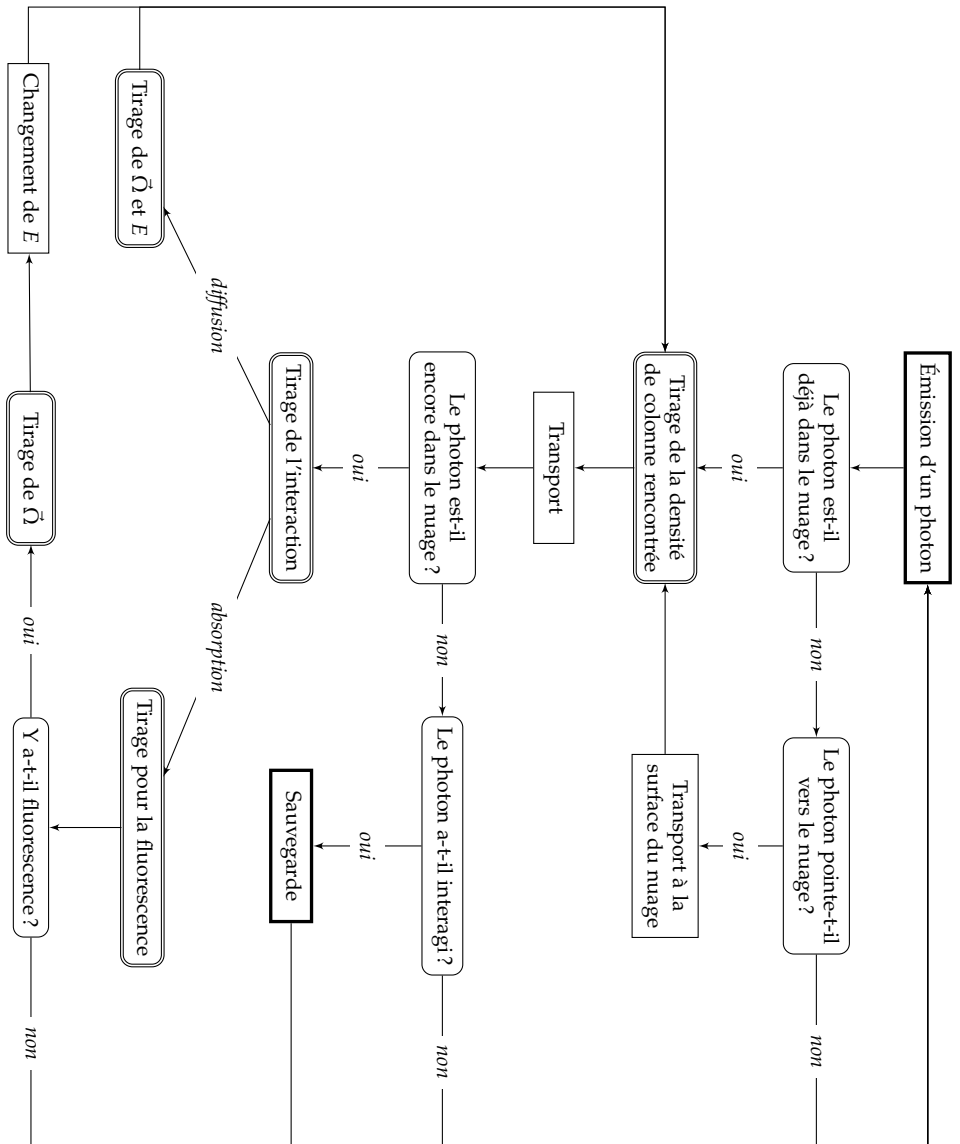 Émission d'un photon
Le photon est-il
déjà dans le nuage ?
non
Le photon pointe-t-il
vers le nuage ?
non
oui
oui
Tirage de la densité
de colonne rencontrée
Transport à la
surface du nuage
Transport
Le photon est-il
encore dans le nuage ?
non
Le photon a-t-il interagi ?
non
oui
oui
Tirage de l'interaction
Sauvegarde
diffusion
absorption
Tirage de Ω⃗ et E
Tirage pour la fluorescence
Changement de E
Tirage de Ω⃗
oui
Y a-t-il fluorescence ?
non